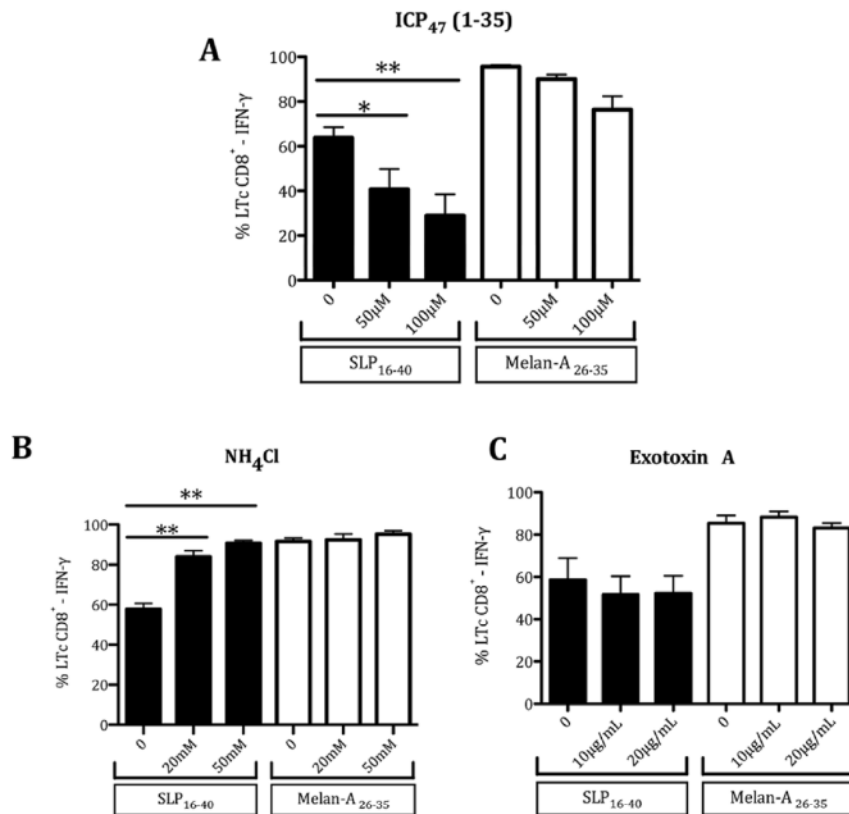 ICP47 (1-35)
A
% LTc CD8+ - IFN-γ
100
80
60
40
20
0
**
*
0
50μM
100μM
0
50μM
100μM
SLP16-40
Melan-A 26-35
B
NH4Cl
% LTc CD8+ - IFN-γ
100
80
60
40
20
0
**
**
0
20mM
50mM
0
20mM
50mM
SLP16-40
Melan-A26-35
C
Exotoxin A
% LTc CD8+ - IFN-γ
100
80
60
40
20
0
0
10μg/mL
20μg/mL
0
10μg/mL
20μg/mL
SLP16-40
Melan-A26-35